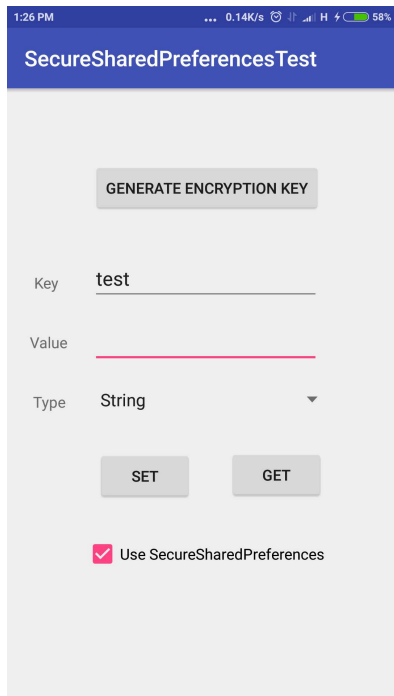 1:26 PM ... 0.14K/s H 58%
SecureSharedPreferencesTest
GENERATE ENCRYPTION KEY
Key test
Value
Type String
SET GET
Use SecureSharedPreferences